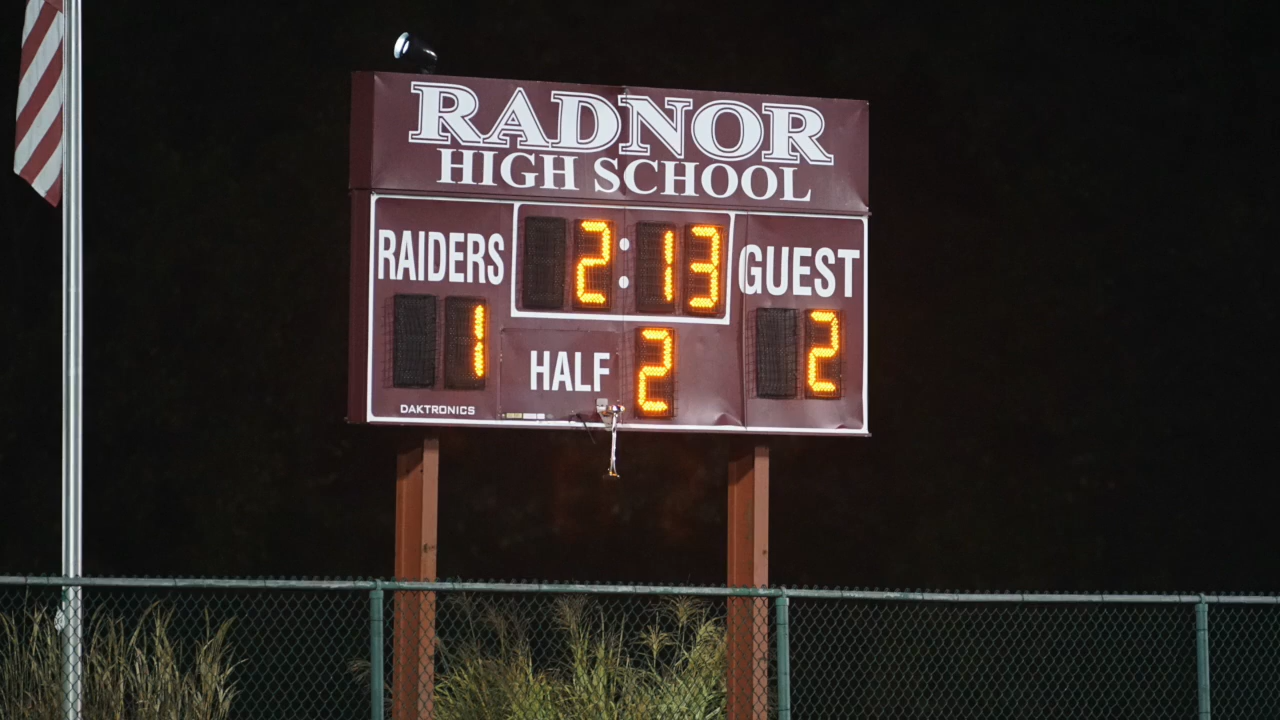 RADNOR
HIGH SCHOOL
RAIDERS 2:13 GUEST
1 HALF 2 2
DAKTRONICS